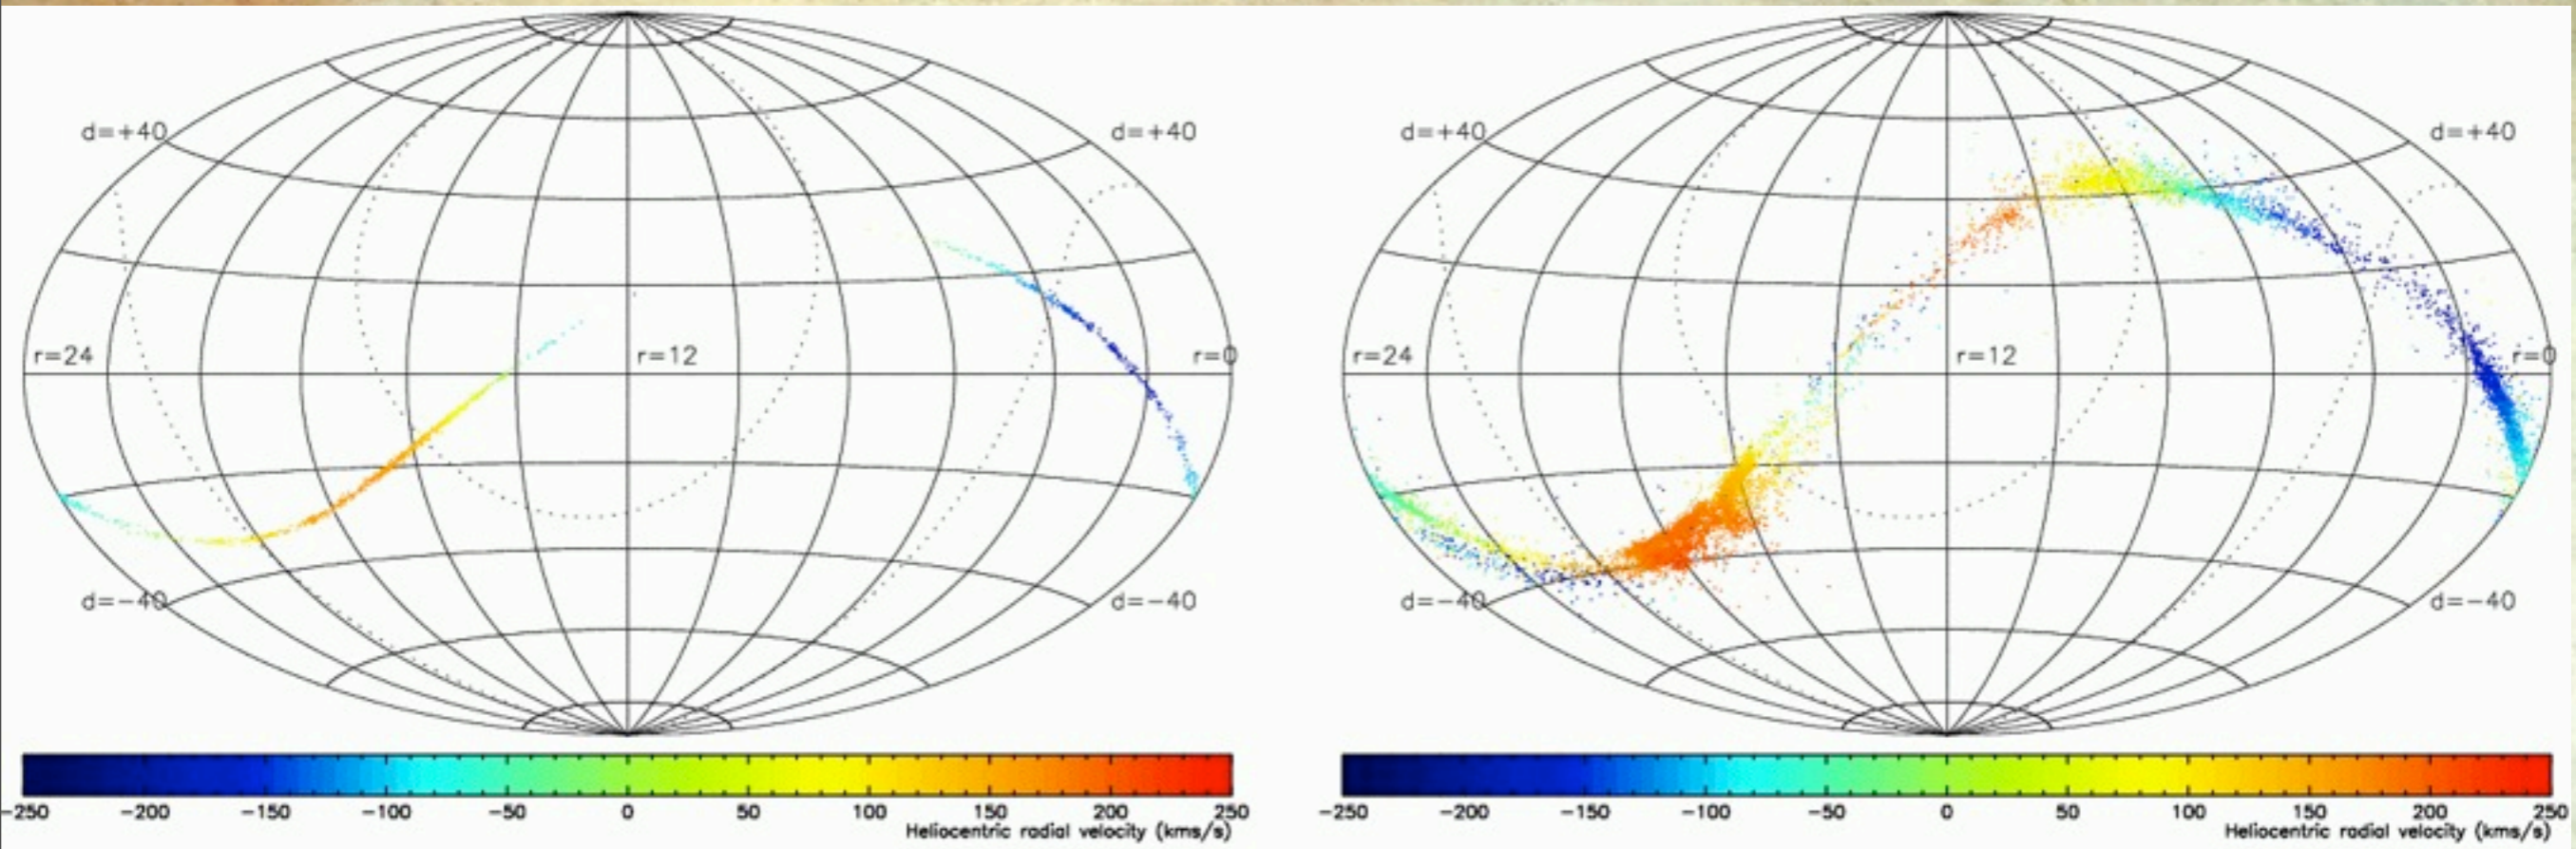 d=+40 d=+40 d=+40 d=+40
r=24 r=12 r=0 r=24 r=12 r=0
d=-40 d=-40 d=-40 d=-40
-250 -200 -150 -100 -50 0 50 100 150 200 250 -250 -200 -150 -100 -50 0 50 100 150 200 250
Heliocentric radial velocity (kms/s) Heliocentric radial velocity (kms/s)